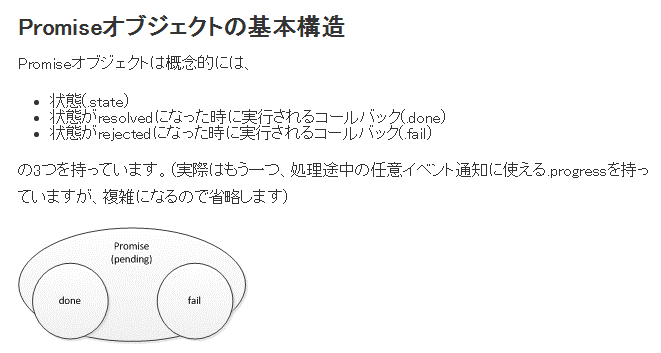 Promiseオブジェクトの基本構造
Promiseオブジェクトは概念的には、
• 状態(.state)
• 状態がresolvedになった時に実行されるコールバック(.done)
• 状態がrejectedになった時に実行されるコールバック(.fail)
の3つを持っています。(実際はもう一つ、処理途中の任意イベント通知に使える.progressを持っ
ていますが、複雑になるので省略します)
Promise
(pending)
done
fail